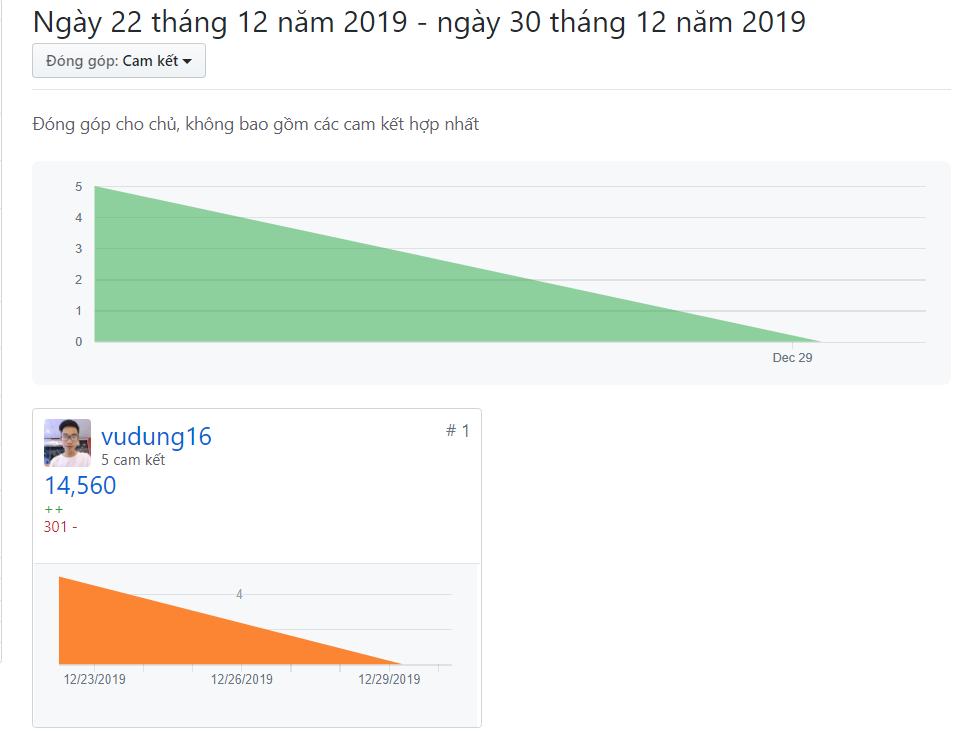 Ngày 22 tháng 12 năm 2019 - ngày 30 tháng 12 năm 2019
Đóng góp: Cam kết
Đóng góp cho chủ, không bao gồm các cam kết hợp nhất
5
4
3
2
1
0
Dec 29
vudung16
# 1
5 cam kết
14,560
++
301 -
4
12/23/2019 12/26/2019 12/29/2019